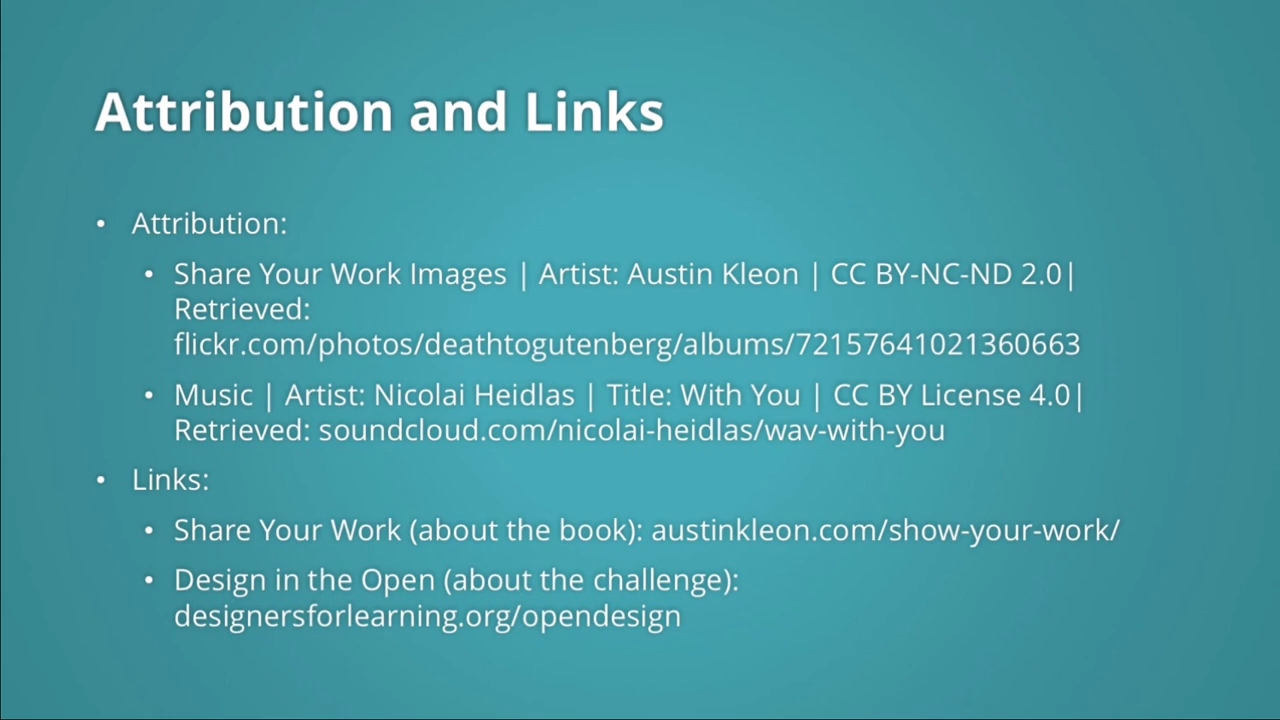 Attribution and Links
• Attribution:
• Share Your Work Images | Artist: Austin Kleon | CC BY-NC-ND 2.0|
Retrieved:
flickr.com/photos/deathtogutenberg/albums/72157641021360663
• Music | Artist: Nicolai Heidlas | Title: With You | CC BY License 4.0|
Retrieved: soundcloud.com/nicolai-heidlas/wav-with-you
• Links:
• Share Your Work (about the book): austinkleon.com/show-your-work/
• Design in the Open (about the challenge):
designersforlearning.org/opendesign